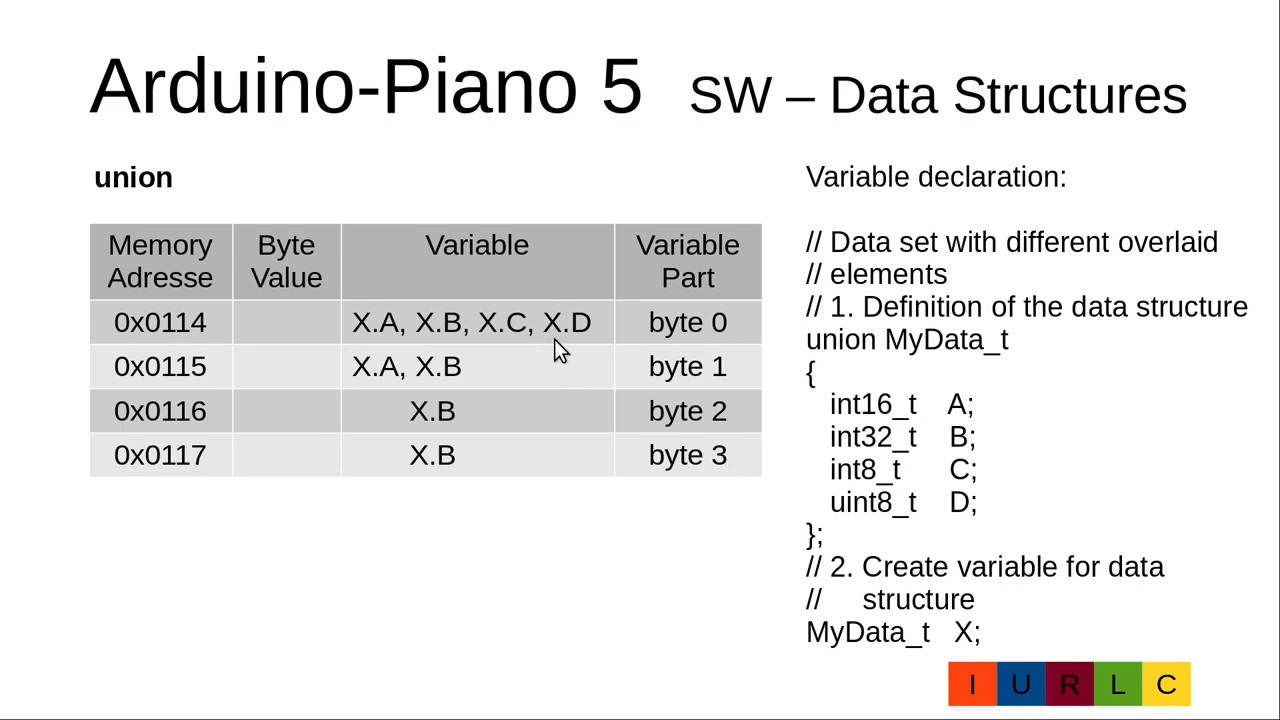 Arduino-Piano 5 SW – Data Structures
union
Memory Adresse Byte Value Variable Variable Part
0x0114 X.A, X.B, X.C, X.D byte 0
0x0115 X.A, X.B byte 1
0x0116 X.B byte 2
0x0117 X.B byte 3
Variable declaration:
// Data set with different overlaid
// elements
// 1. Definition of the data structure
union MyData_t
{
int16_t A;
int32_t B;
int8_t C;
uint8_t D;
};
// 2. Create variable for data
// structure
MyData_t X;
I U R L C